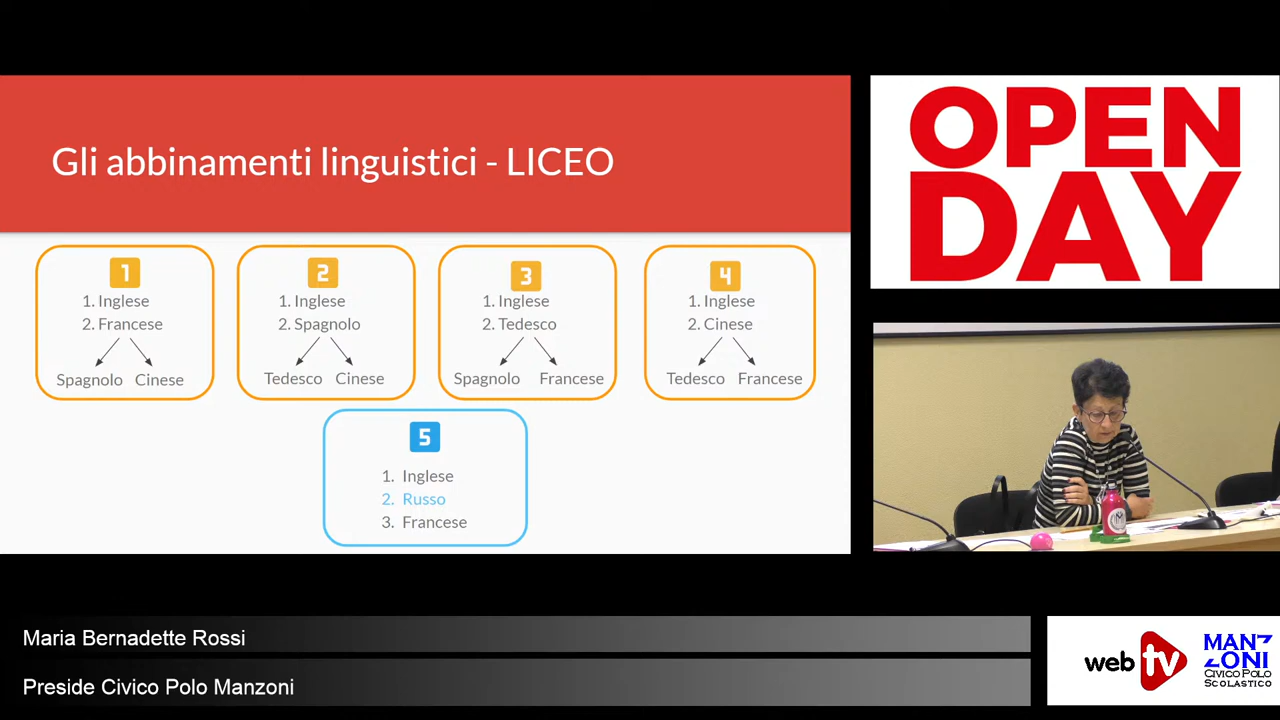 Gli abbinamenti linguistici - LICEO
1
1. Inglese
2. Francese
Spagnolo Cinese
2
1. Inglese
2. Spagnolo
Tedesco Cinese
3
1. Inglese
2. Tedesco
Spagnolo Francese
4
1. Inglese
2. Cinese
Tedesco Francese
5
1. Inglese
2. Russo
3. Francese
OPEN
DAY
Maria Bernadette Rossi
Preside Civico Polo Manzoni
web tv
MANZ
ZONI
CIVICO POLO
SCOLASTICO